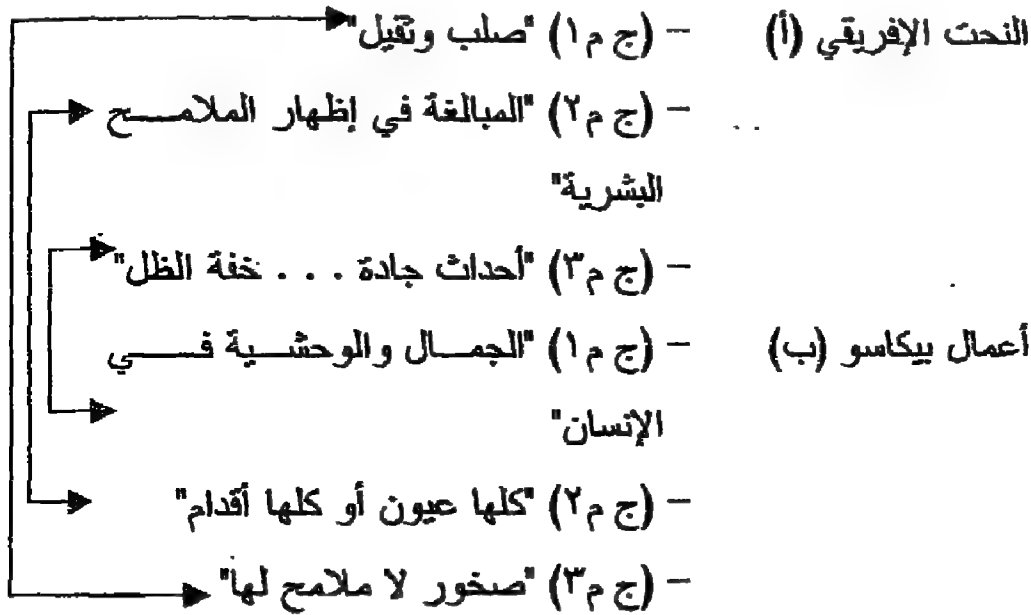 النحت الإفريقي (أ) – (ج م١) "صلب وثقيل"
– (ج م٢) "المبالغة في إظهار الملامح
البشرية"
– (ج م٣) "أحداث جادة . . . خفة الظل"
أعمال بيكاسو (ب) – (ج م١) "الجمال والوحشية في
الإنسان"
– (ج م٢) "كلها عيون أو كلها أقدام"
– (ج م٣) "صخور لا ملامح لها"